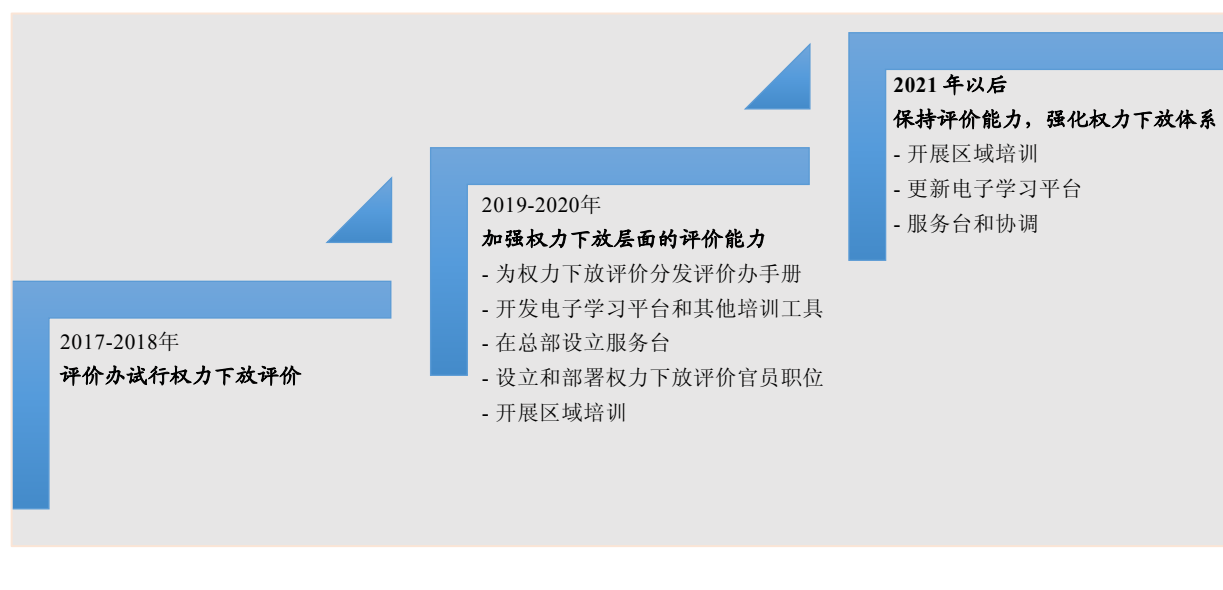 2017-2018年
评价办试行权力下放评价
2019-2020年
加强权力下放层面的评价能力
- 为权力下放评价分发评价办手册
- 开发电子学习平台和其他培训工具
- 在总部设立服务台
- 设立和部署权力下放评价官员职位
- 开展区域培训
2021 年以后
保持评价能力，强化权力下放体系
- 开展区域培训
- 更新电子学习平台
- 服务台和协调